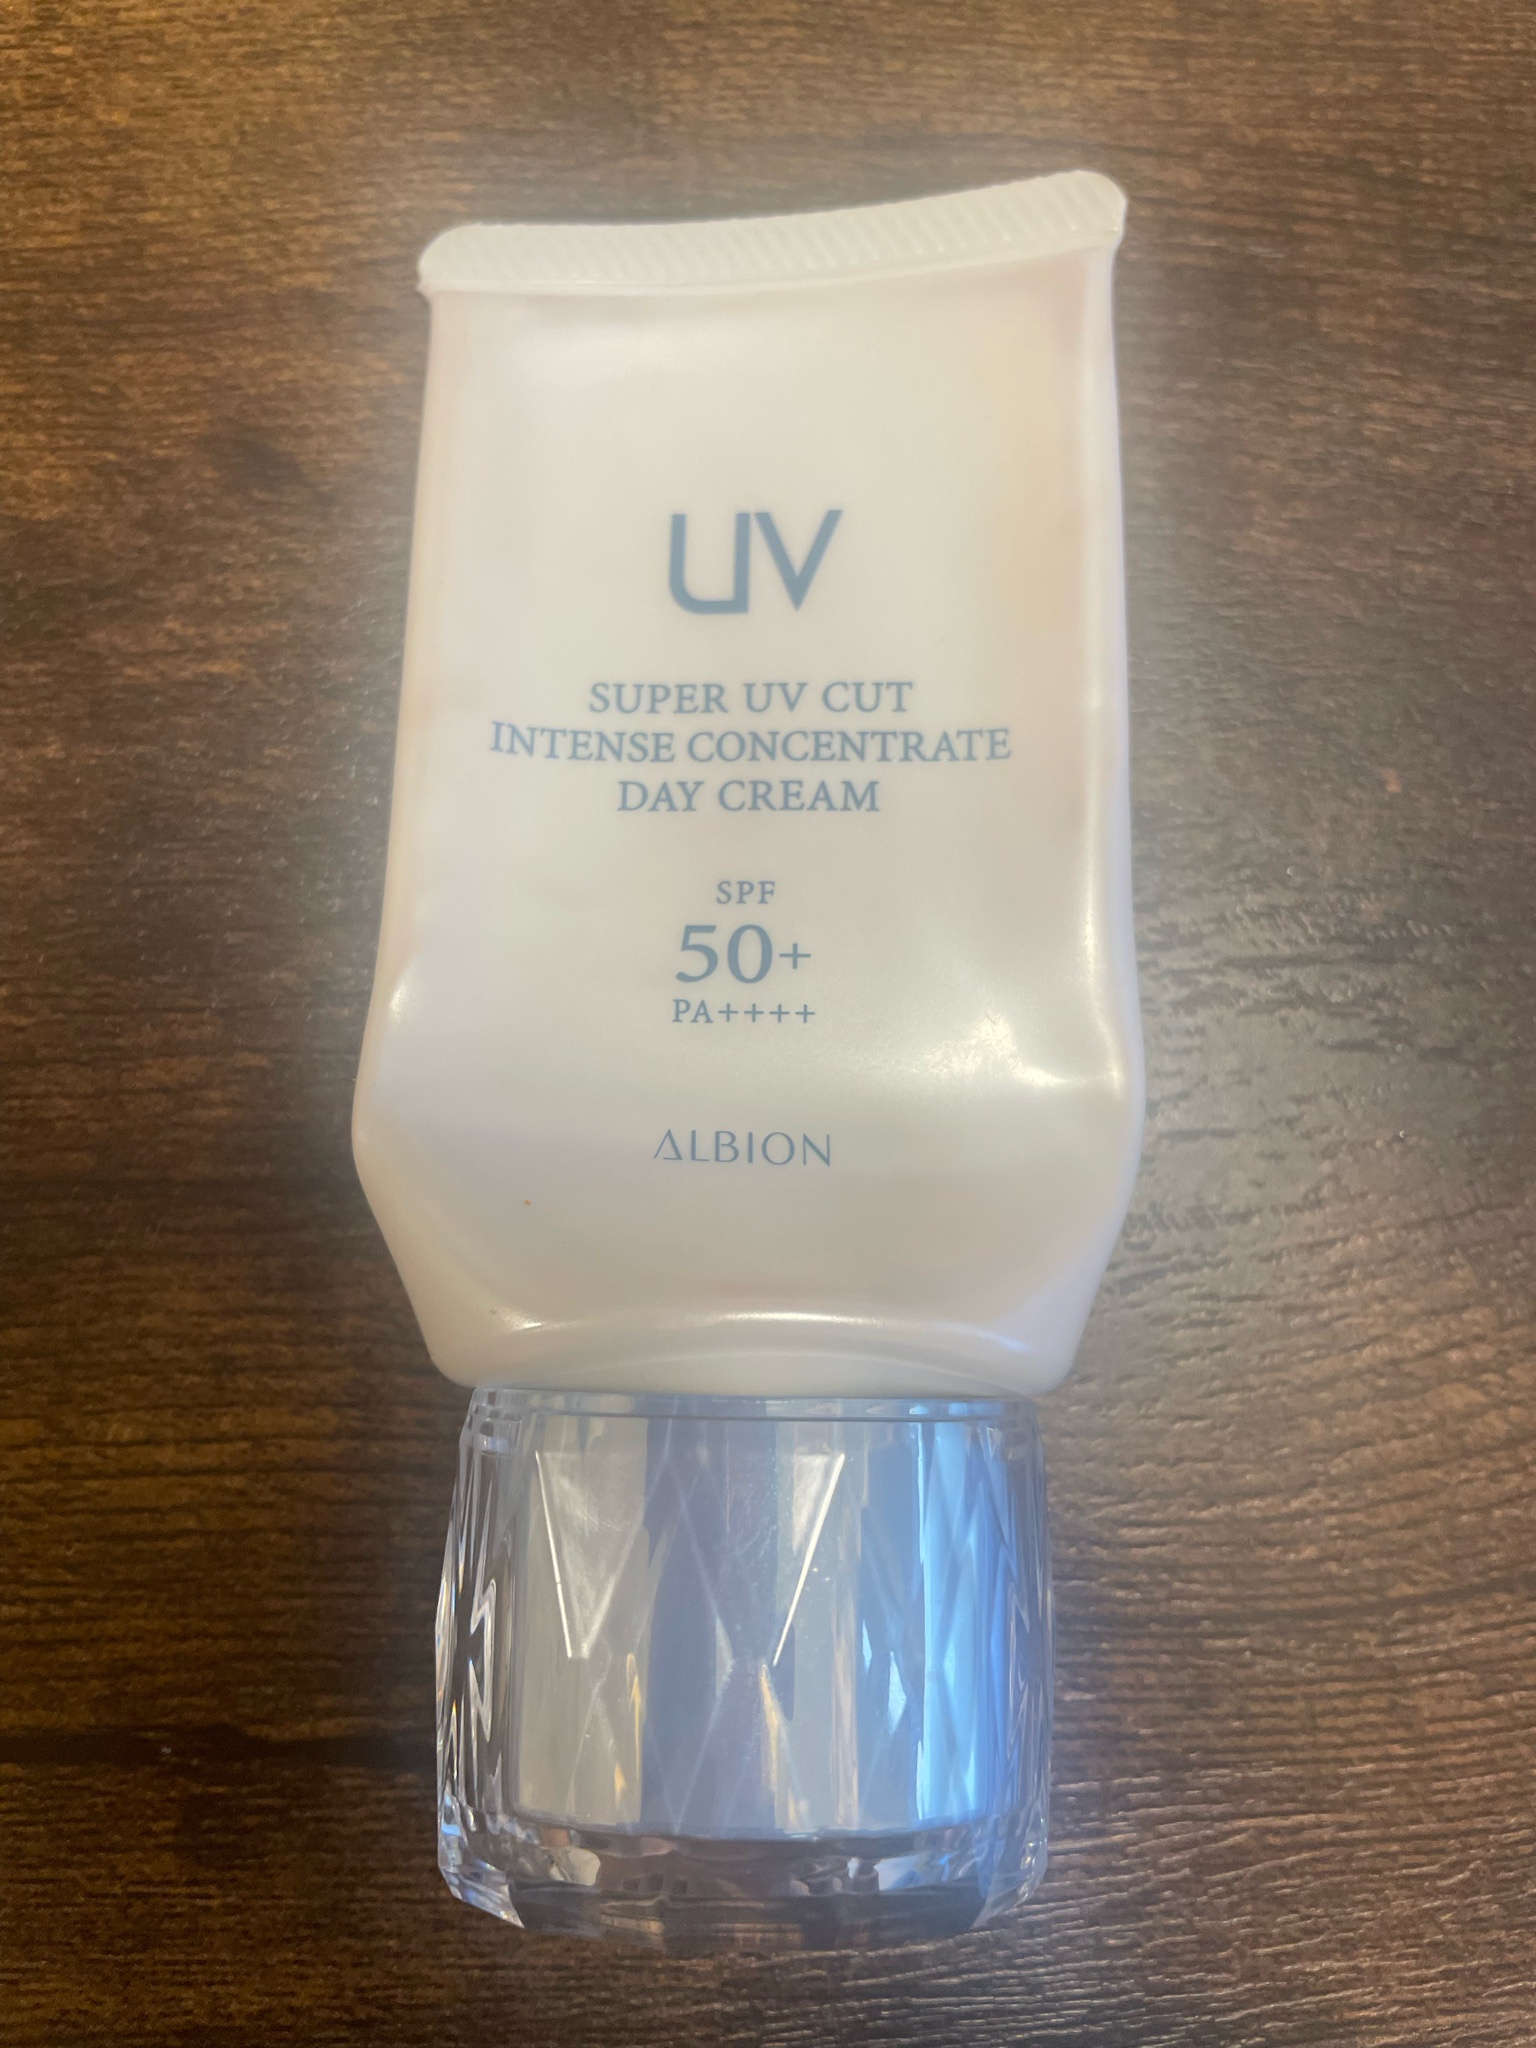 UV
SUPER UV CUT
INTENSE CONCENTRATE
DAY CREAM
SPF
50+
PA++++
ALBION